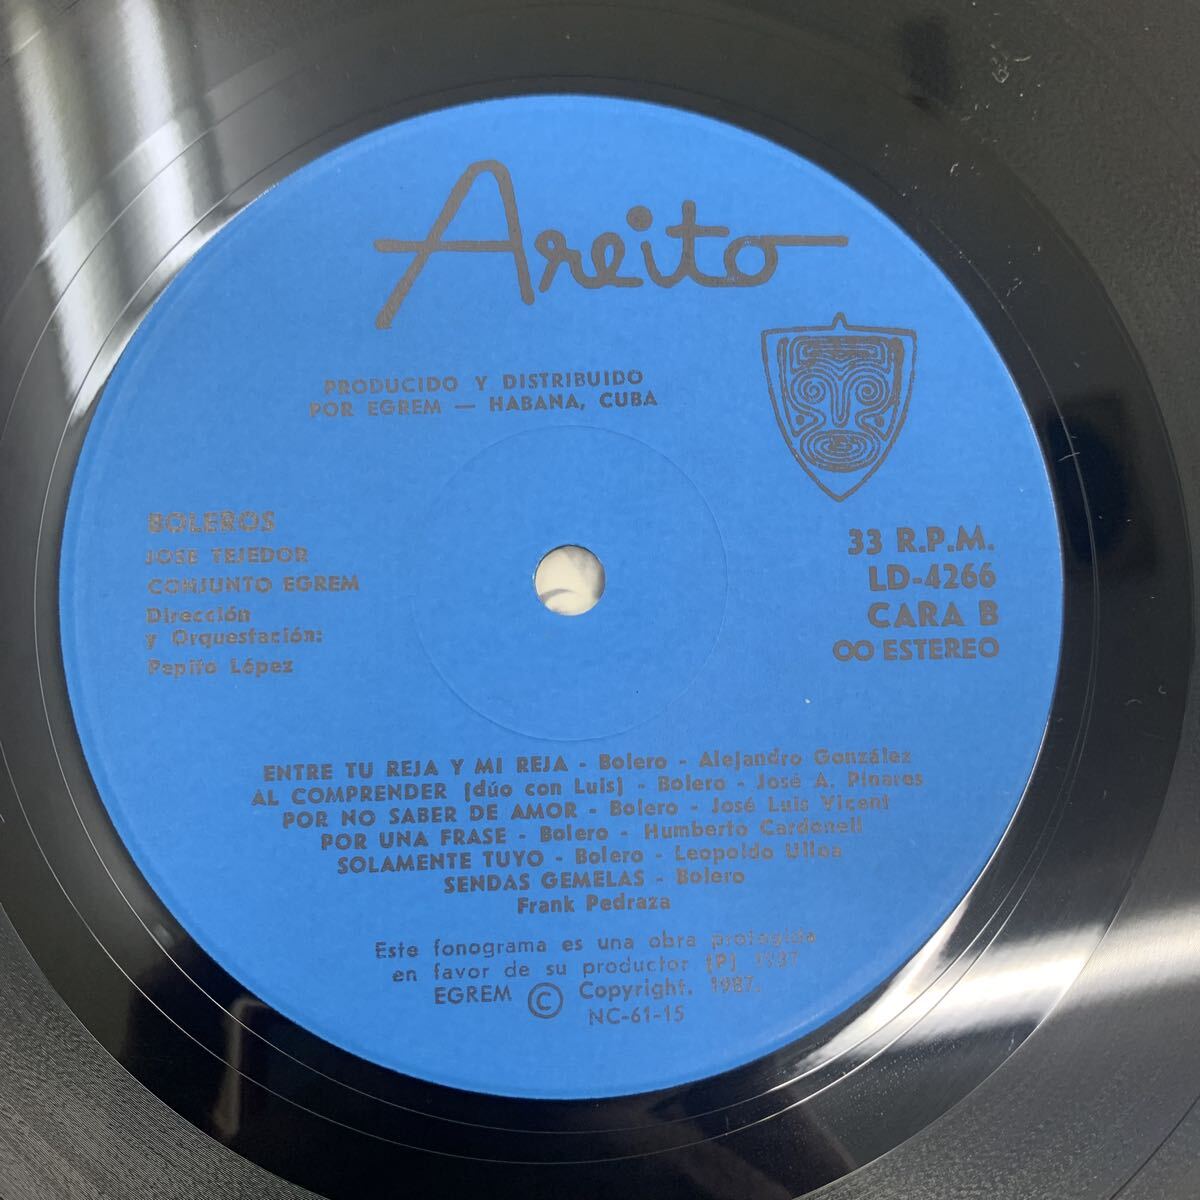 Areito
PRODUCIDO Y DISTRIBUIDO
POR EGREM — HABANA, CUBA
BOLEROS
JOSE TEJEDOR
CONJUNTO EGREM
Dirección
y Orquestación:
Pepito López
33 R.P.M.
LD-4266
CARA B
OO ESTEREO
ENTRE TU REJA Y MI REJA - Bolero - Alejandro González
AL COMPRENDER (dúo con Luis) - Bolero - José A. Pinares
POR NO SABER DE AMOR - Bolero - José Luis Vicent
POR UNA FRASE - Bolero - Humberto Cardonell
SOLAMENTE TUYO - Bolero - Leopoldo Ulloa
SENDAS GEMELAS - Bolero
Frank Pedraza
Este fonograma es una obra protegida
en favor de su productor (P) 1987
EGREM © Copyright. 1987.
NC-61-15